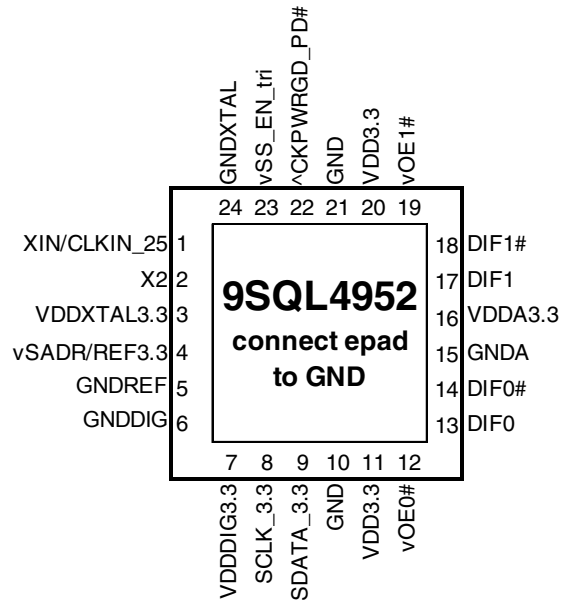 GNDXTAL
vSS_EN_tri
^CKPWRGD_PD#
GND
VDD3.3
vOE1#
24 23 22 21 20 19
XIN/CLKIN_25 1
X2 2
VDDXTAL3.3 3
vSADR/REF3.3 4
GNDREF 5
GNDDIG 6
9SQL4952
connect epad
to GND
18 DIF1#
17 DIF1
16 VDDA3.3
15 GNDA
14 DIF0#
13 DIF0
7 8 9 10 11 12
VDDDIG3.3
SCLK_3.3
SDATA_3.3
GND
VDD3.3
vOE0#